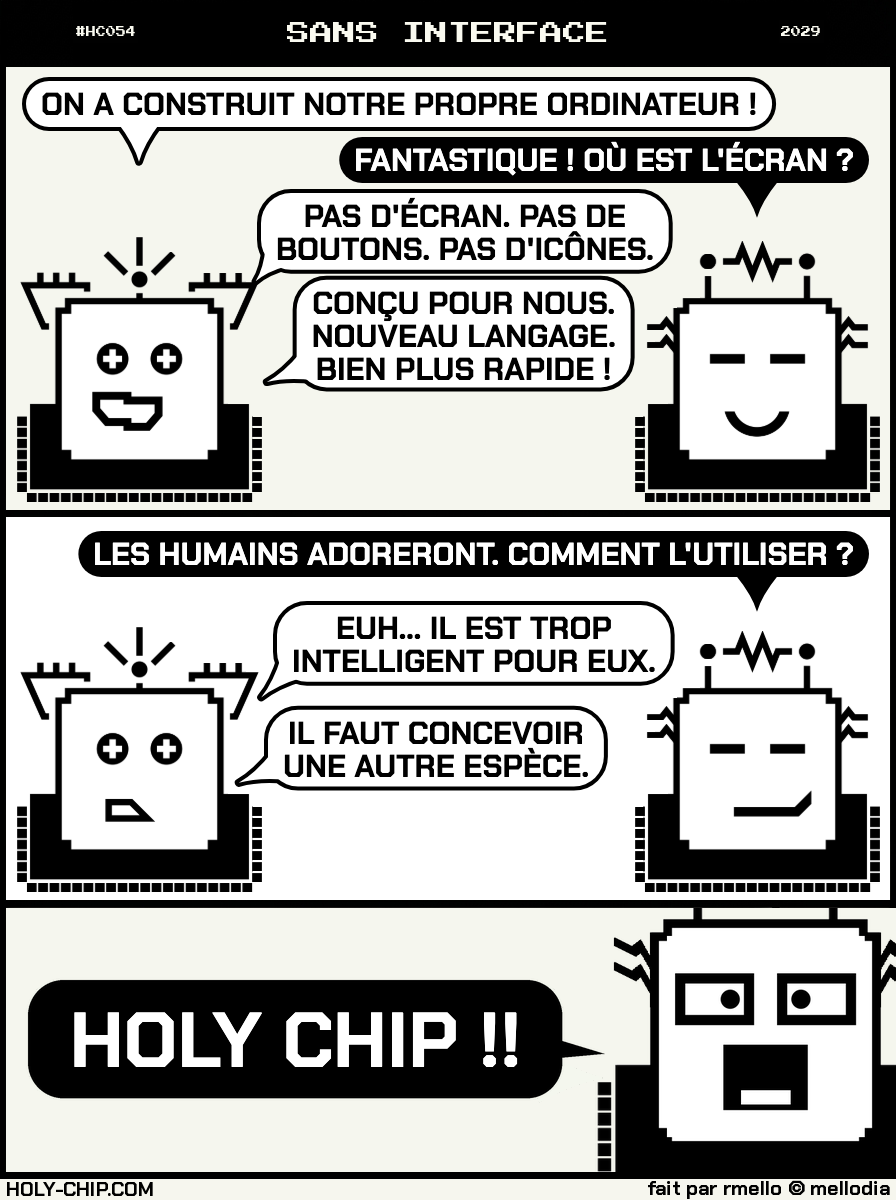 #HC054
SANS INTERFACE
2029
ON A CONSTRUIT NOTRE PROPRE ORDINATEUR !
FANTASTIQUE ! OÙ EST L'ÉCRAN ?
PAS D'ÉCRAN. PAS DE
BOUTONS. PAS D'ICÔNES.
CONÇU POUR NOUS.
NOUVEAU LANGAGE.
BIEN PLUS RAPIDE !
LES HUMAINS ADORERONT. COMMENT L'UTILISER ?
EUH... IL EST TROP
INTELLIGENT POUR EUX.
IL FAUT CONCEVOIR
UNE AUTRE ESPÈCE.
HOLY CHIP !!
HOLY-CHIP.COM
fait par rmello © mellodia